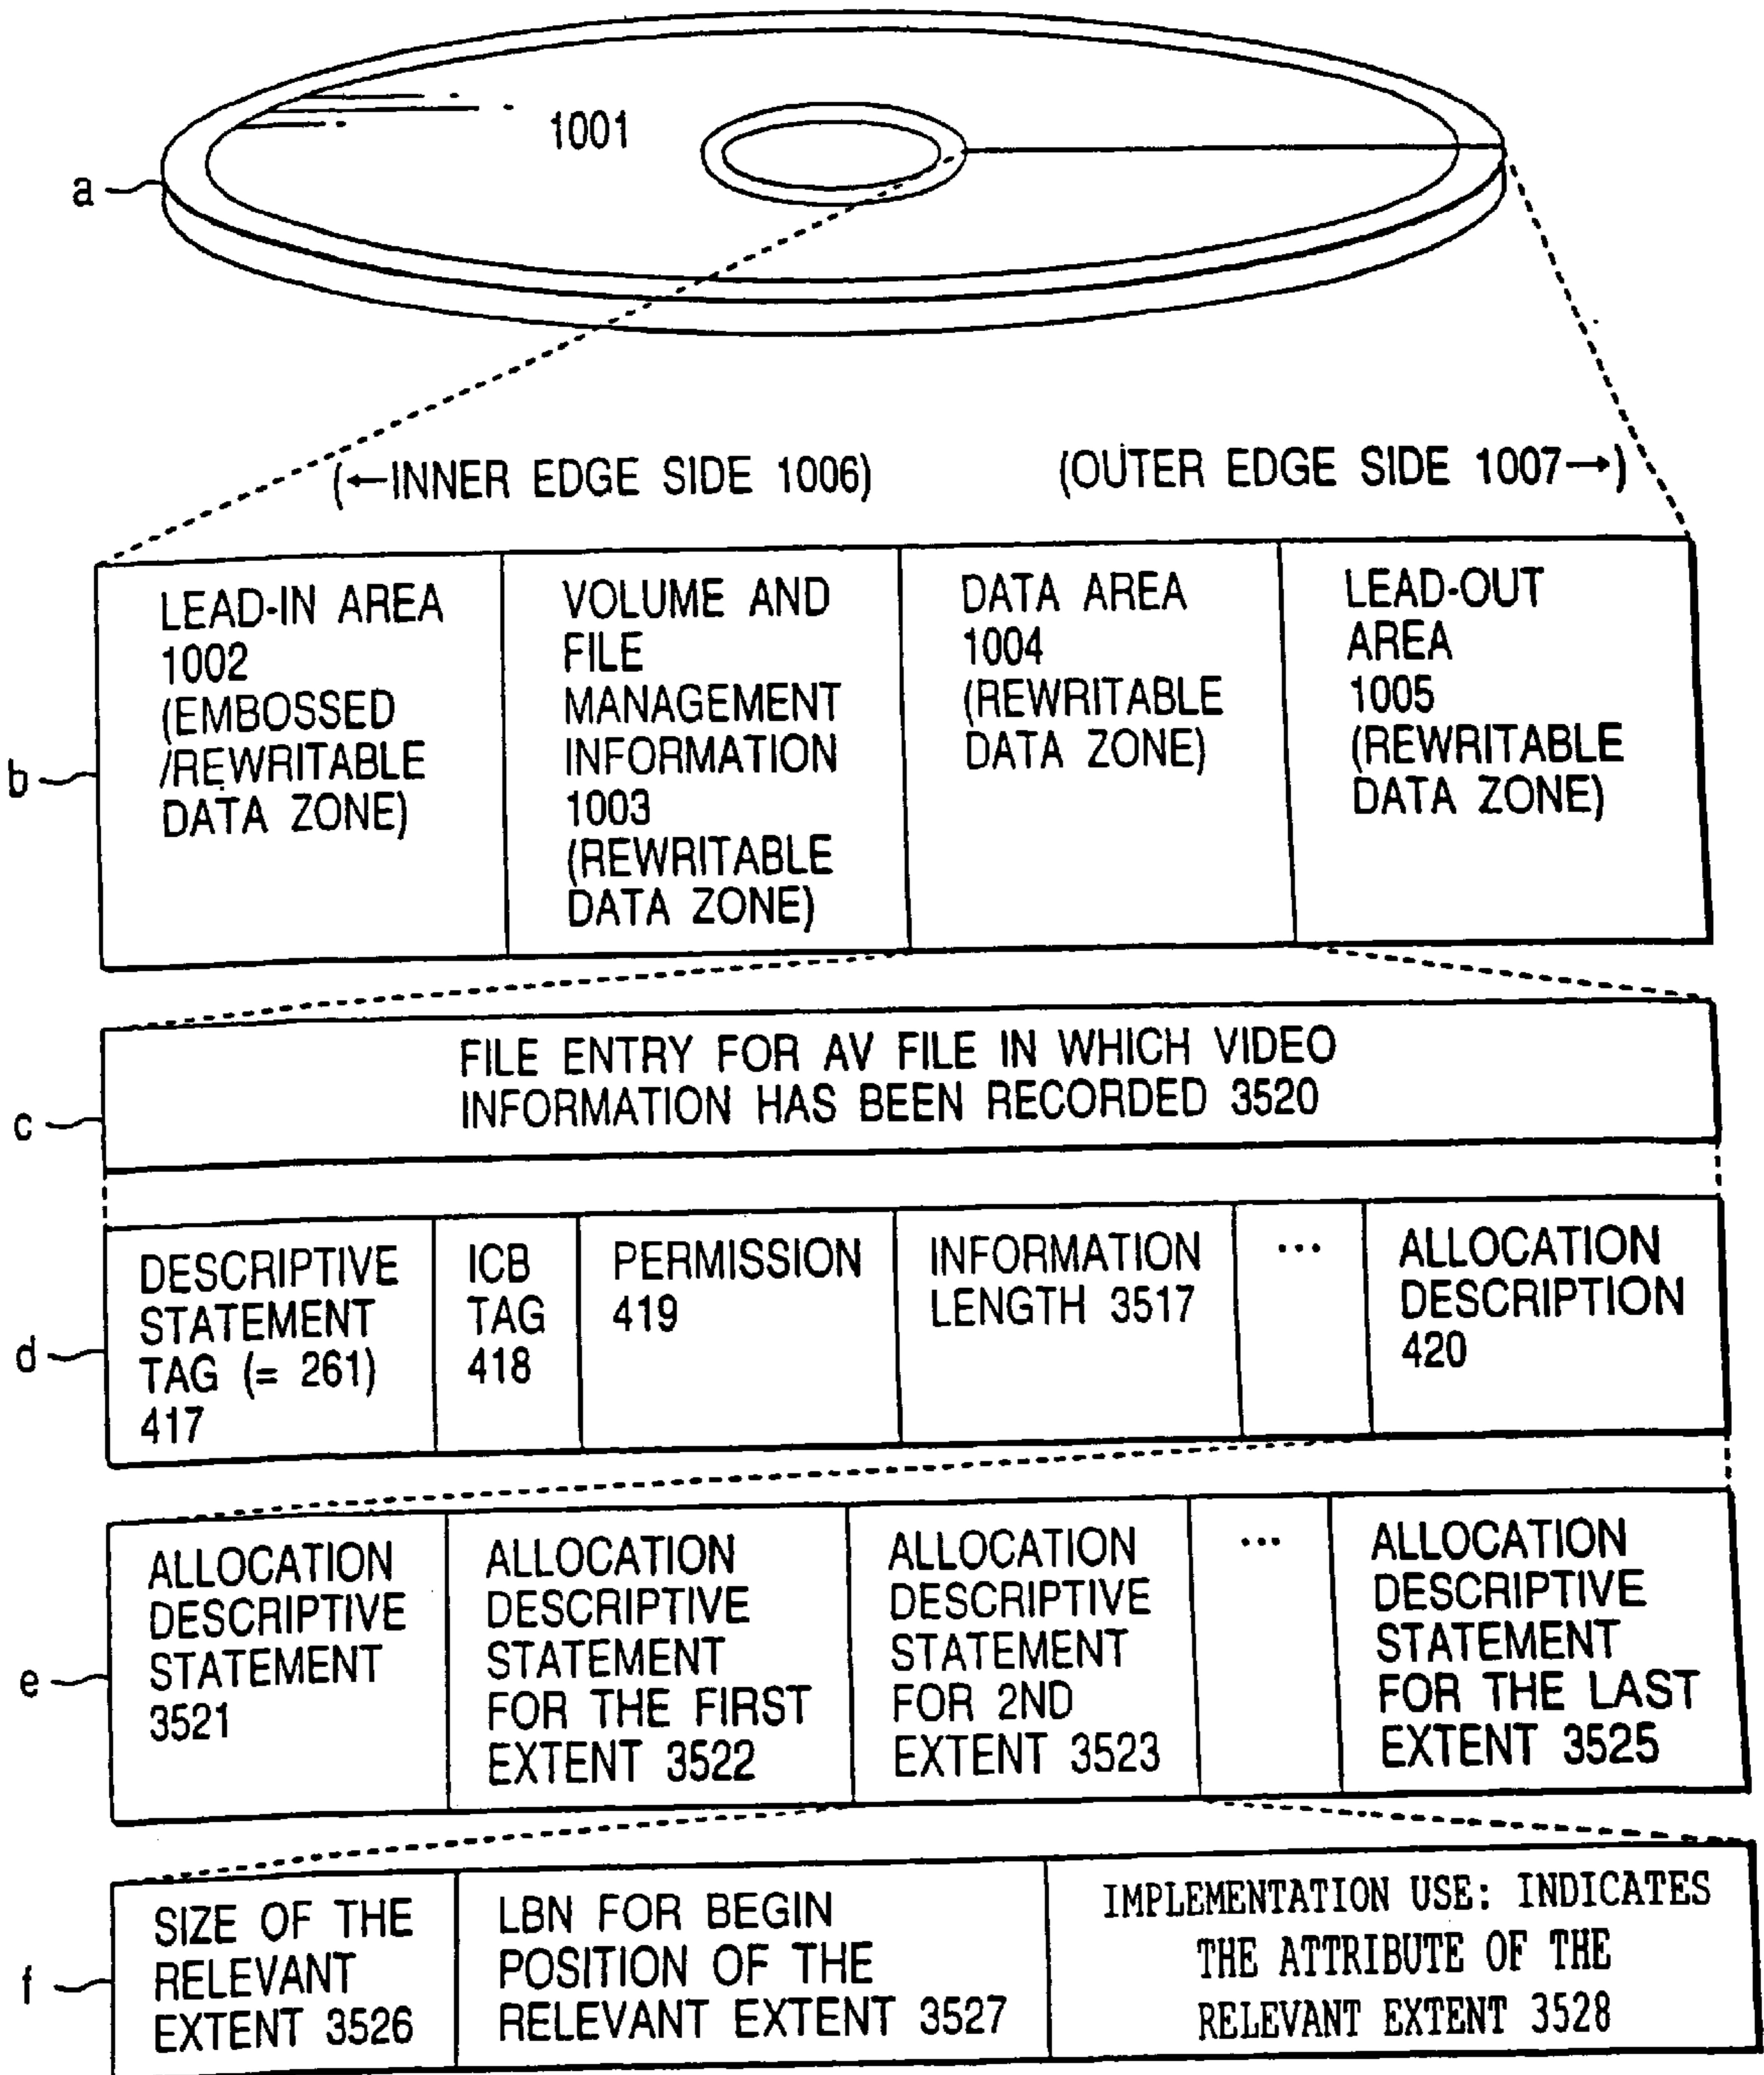 1001
a
(←INNER EDGE SIDE 1006)
(OUTER EDGE SIDE 1007→)
b
LEAD-IN AREA
1002
(EMBOSSED
/REWRITABLE
DATA ZONE)
VOLUME AND
FILE
MANAGEMENT
INFORMATION
1003
(REWRITABLE
DATA ZONE)
DATA AREA
1004
(REWRITABLE
DATA ZONE)
LEAD-OUT
AREA
1005
(REWRITABLE
DATA ZONE)
c
FILE ENTRY FOR AV FILE IN WHICH VIDEO
INFORMATION HAS BEEN RECORDED 3520
d
DESCRIPTIVE
STATEMENT
TAG (= 261)
417
ICB
TAG
418
PERMISSION
419
INFORMATION
LENGTH 3517
...
ALLOCATION
DESCRIPTION
420
e
ALLOCATION
DESCRIPTIVE
STATEMENT
3521
ALLOCATION
DESCRIPTIVE
STATEMENT
FOR THE FIRST
EXTENT 3522
ALLOCATION
DESCRIPTIVE
STATEMENT
FOR 2ND
EXTENT 3523
...
ALLOCATION
DESCRIPTIVE
STATEMENT
FOR THE LAST
EXTENT 3525
f
SIZE OF THE
RELEVANT
EXTENT 3526
LBN FOR BEGIN
POSITION OF THE
RELEVANT EXTENT 3527
IMPLEMENTATION USE: INDICATES
THE ATTRIBUTE OF THE
RELEVANT EXTENT 3528